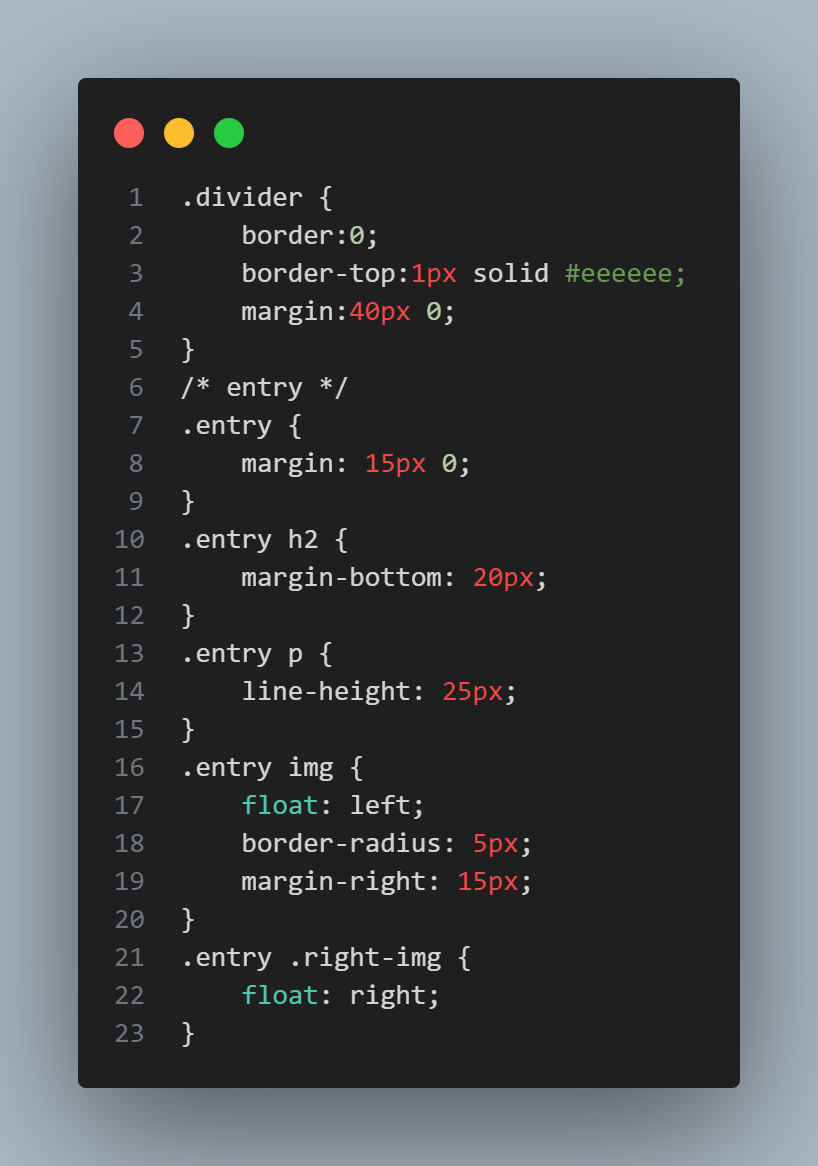 1 .divider {
2     border:0;
3     border-top:1px solid #eeeeee;
4     margin:40px 0;
5 }
6 /* entry */
7 .entry {
8     margin: 15px 0;
9 }
10 .entry h2 {
11     margin-bottom: 20px;
12 }
13 .entry p {
14     line-height: 25px;
15 }
16 .entry img {
17     float: left;
18     border-radius: 5px;
19     margin-right: 15px;
20 }
21 .entry .right-img {
22     float: right;
23 }